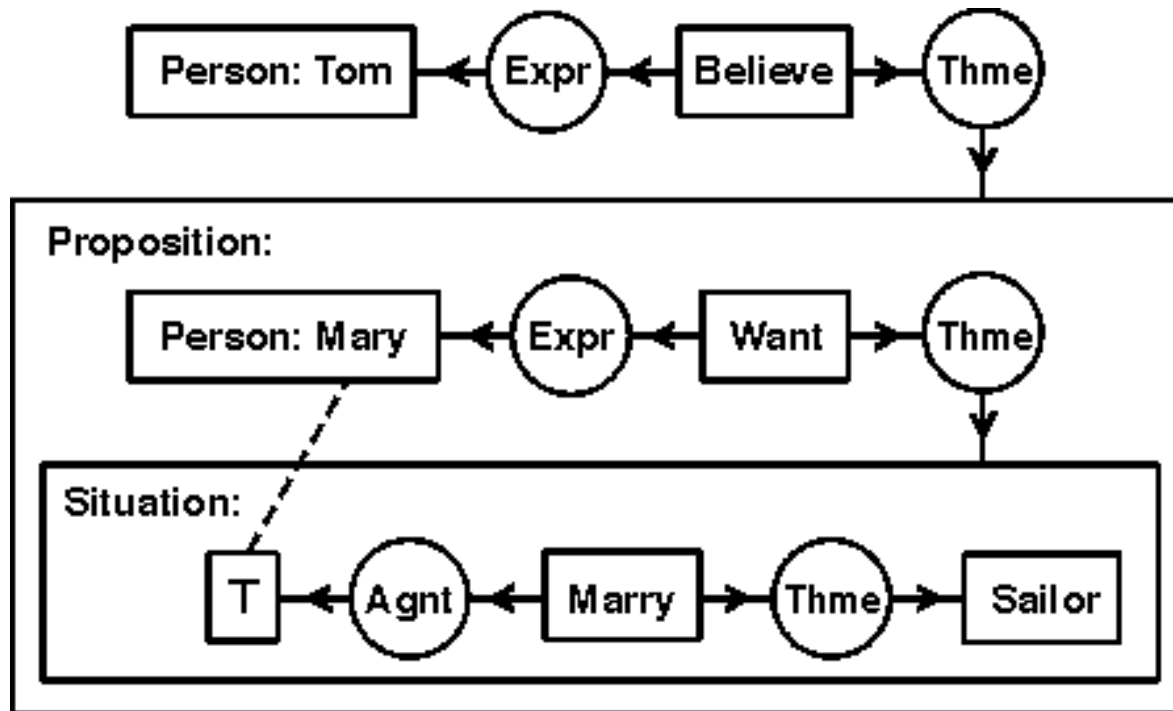 Person: Tom Expr Believe Thme
Proposition:
Person: Mary Expr Want Thme
Situation:
T Agnt Marry Thme Sailor